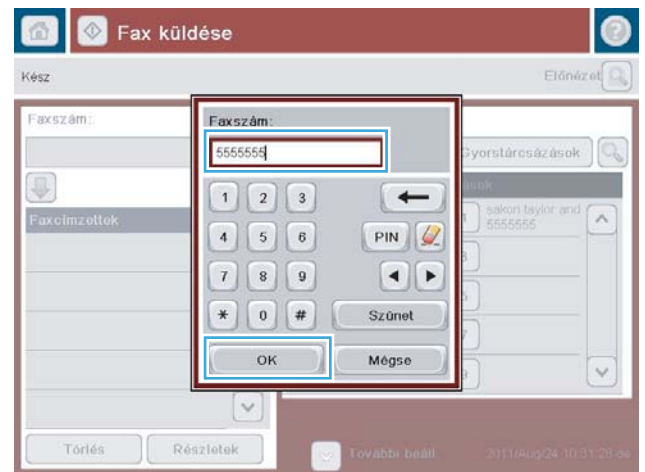 Fax küldése
Kész
Előnézet
Faxszám:
Gyorstárcsázások
Faxcímzettek
sakon taylor and
5555555
Faxszám:
5555555
1 2 3
4 5 6 PIN
7 8 9
* 0 # Szünet
OK Mégse
Törlés Részletek
További beáll
2011/Aug/24 10:31:28 de